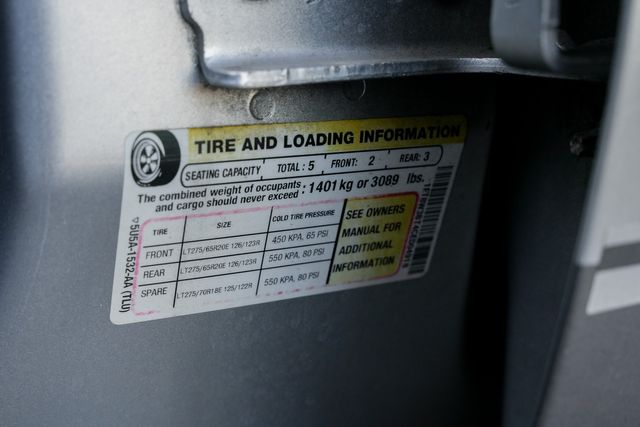 TIRE AND LOADING INFORMATION
SEATING CAPACITY TOTAL : 5 FRONT: 2 REAR: 3
The combined weight of occupants
and cargo should never exceed : 1401 kg or 3089 lbs.
TIRE SIZE COLD TIRE PRESSURE
FRONT LT275/65R20E 126/123R 450 KPA, 65 PSI
REAR LT275/65R20E 126/123R 550 KPA, 80 PSI
SPARE LT275/70R18E 125/122R 550 KPA, 80 PSI
SEE OWNERS
MANUAL FOR
ADDITIONAL
INFORMATION
5U5A-1532-AA (TLU)